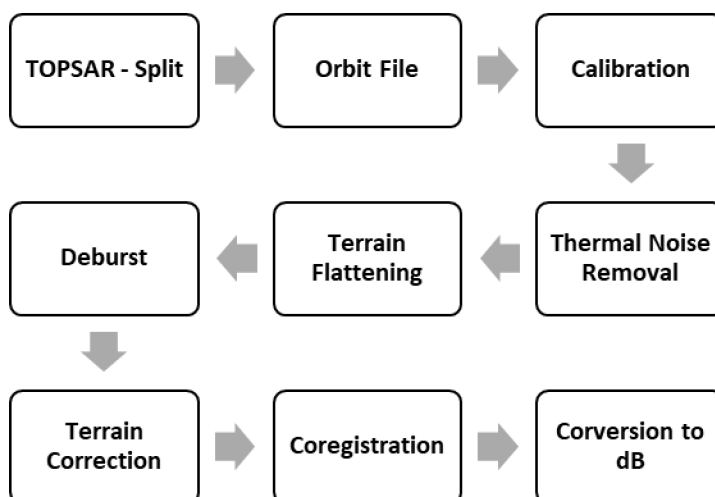 TOPSAR - Split
Orbit File
Calibration
Thermal Noise
Removal
Terrain
Flattening
Deburst
Terrain
Correction
Coregistration
Corversion to
dB